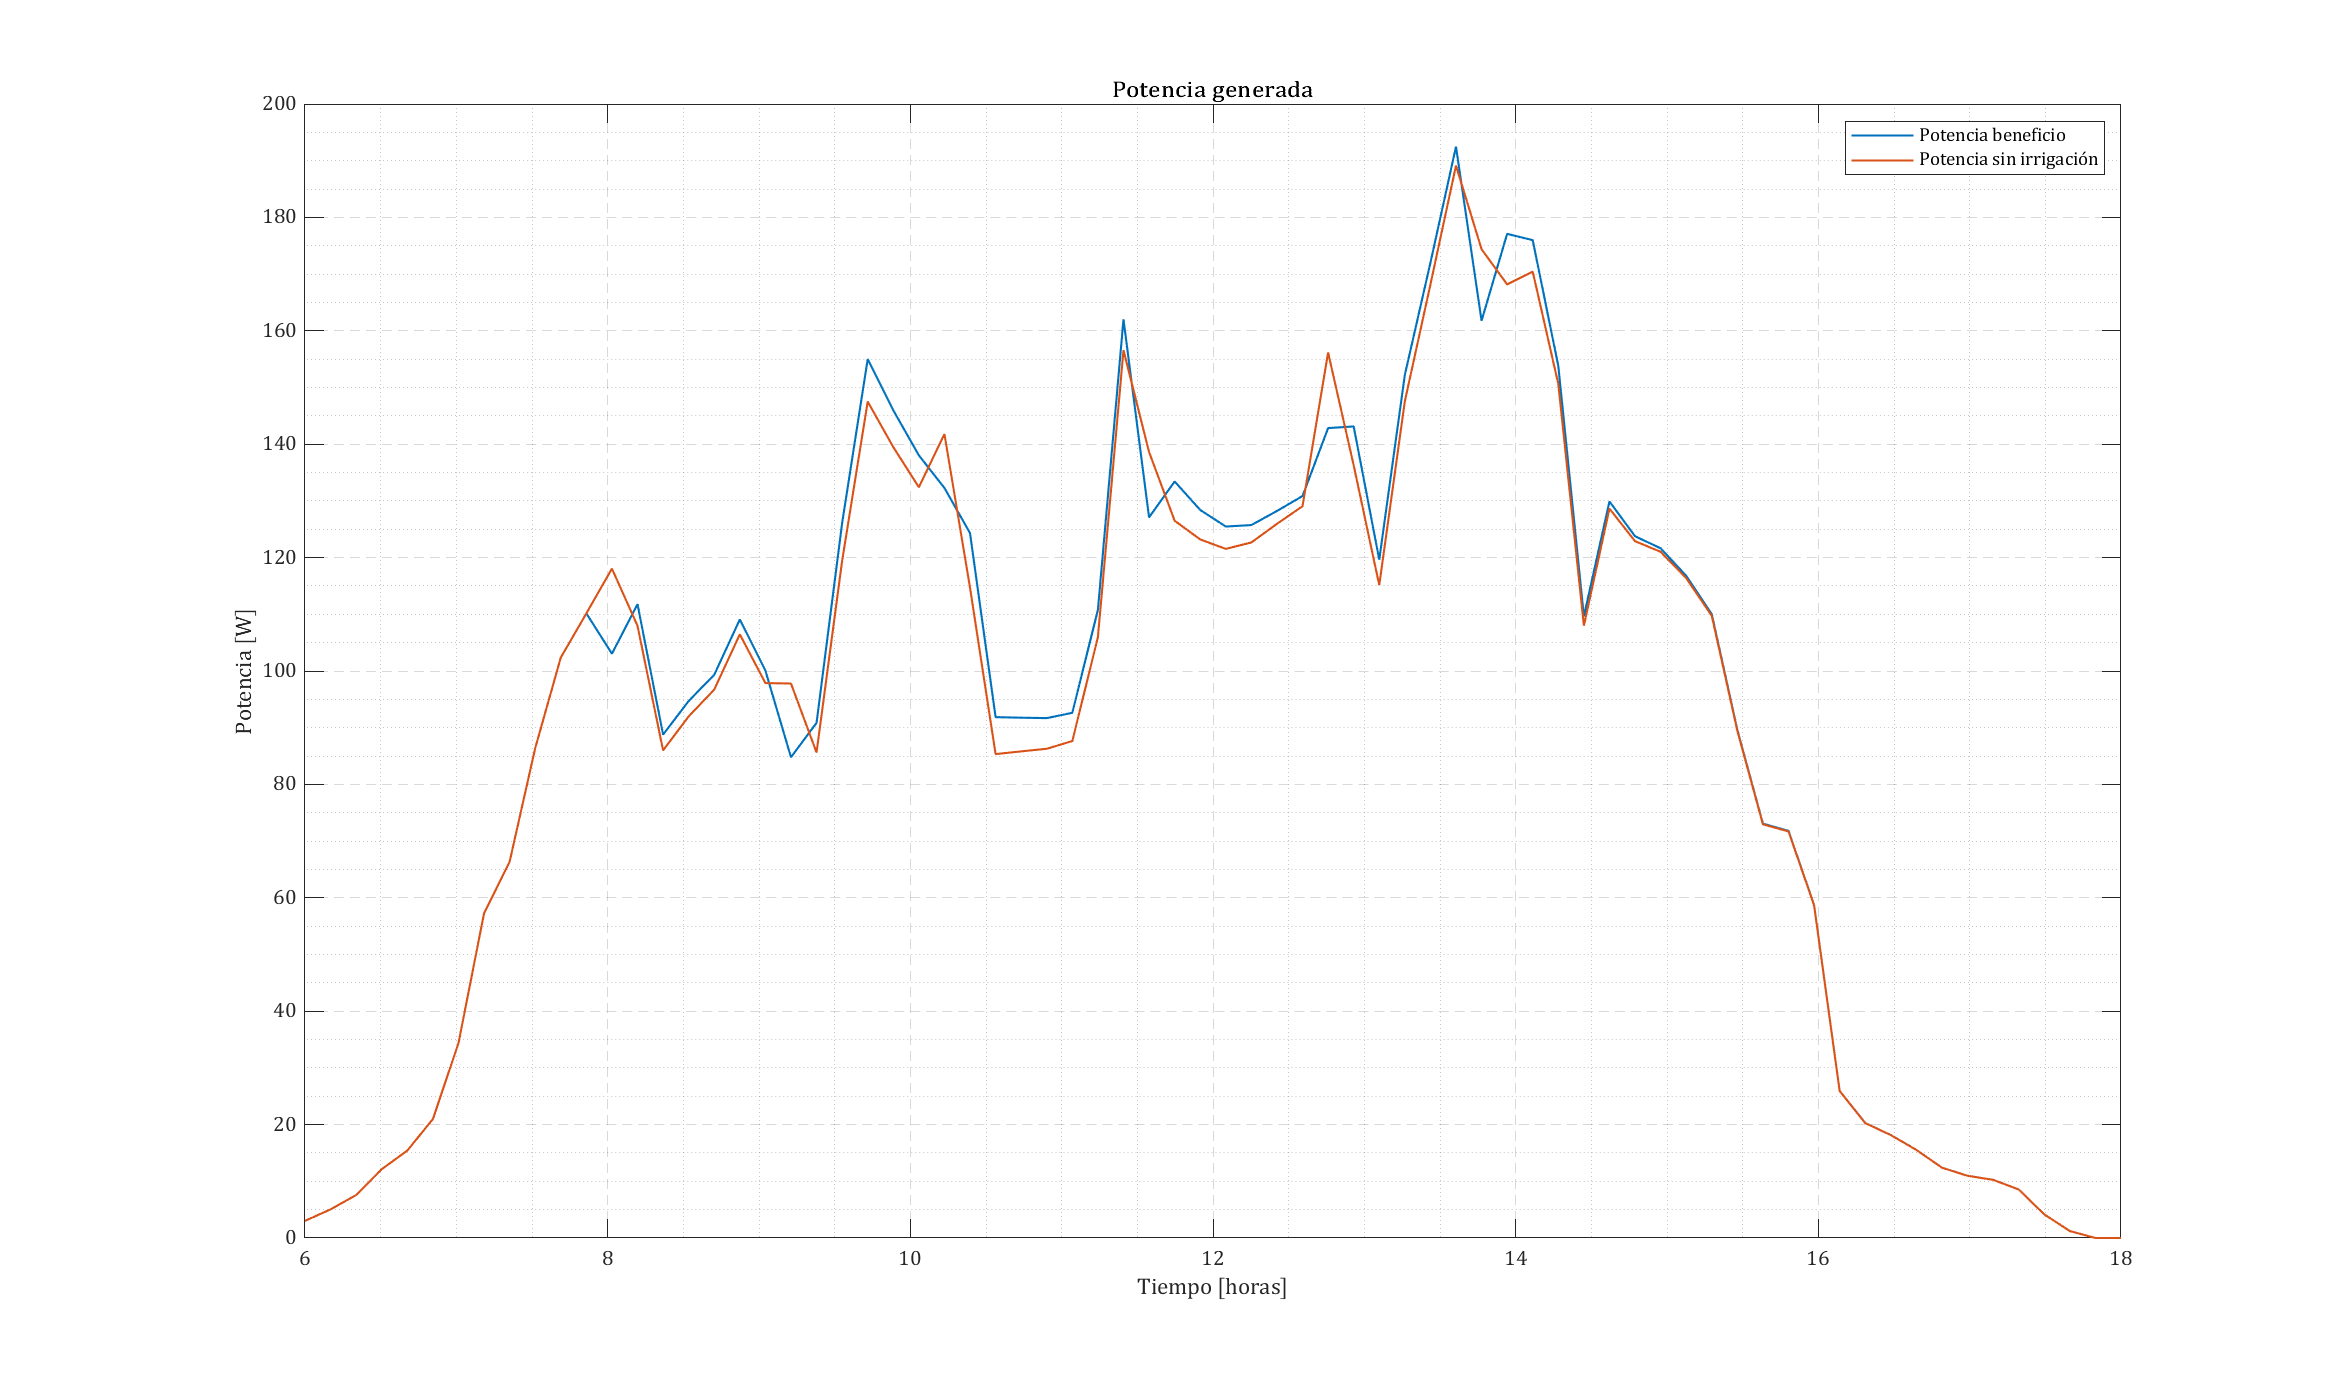 Potencia generada
Potencia beneficio
Potencia sin irrigación
200
180
160
140
120
100
80
60
40
20
0
Potencia [W]
6 8 10 12 14 16 18
Tiempo [horas]